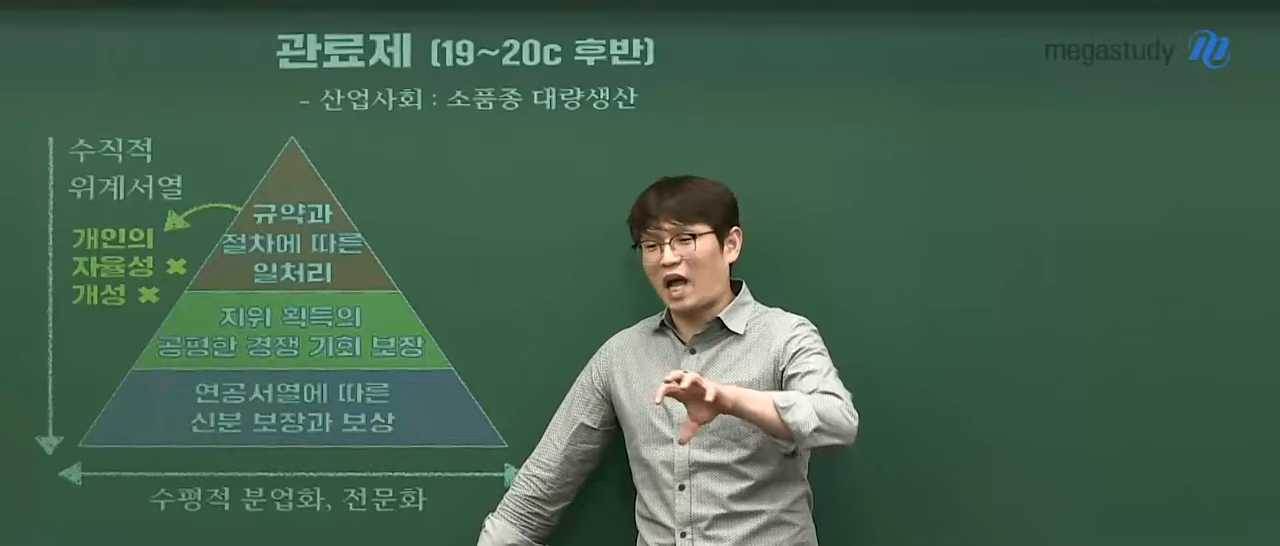 관료제 (19~20c 후반)
- 산업사회 : 소품종 대량생산
megastudy
수직적
위계서열
개인의
자율성 ✖
개성 ✖
규약과
절차에 따른
일처리
지위 획득의
공평한 경쟁 기회 보장
연공서열에 따른
신분 보장과 보상
수평적 분업화, 전문화